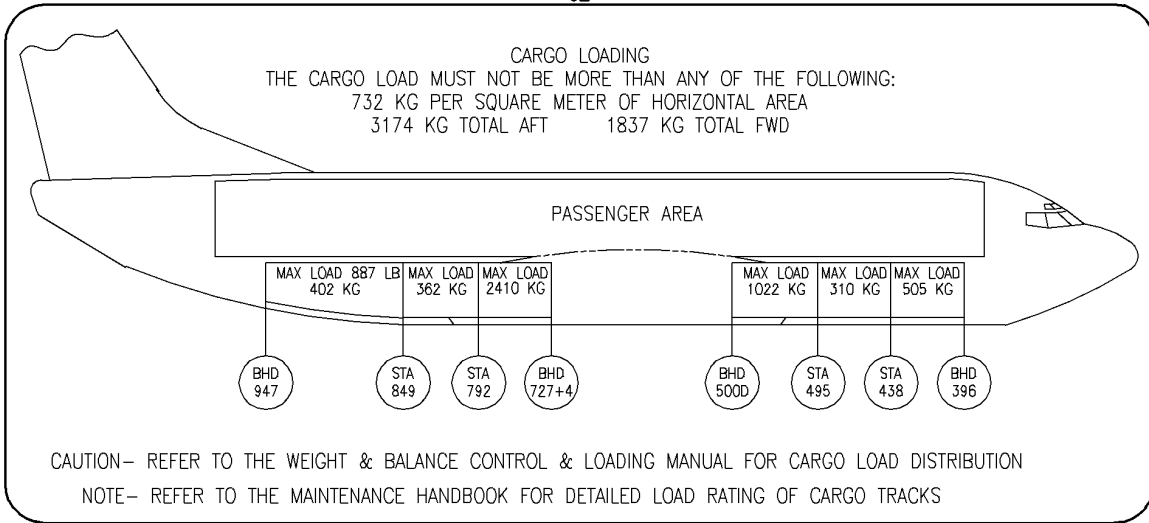 CARGO LOADING
THE CARGO LOAD MUST NOT BE MORE THAN ANY OF THE FOLLOWING:
732 KG PER SQUARE METER OF HORIZONTAL AREA
3174 KG TOTAL AFT 1837 KG TOTAL FWD
PASSENGER AREA
MAX LOAD 887 LB
402 KG
MAX LOAD
362 KG
MAX LOAD
2410 KG
MAX LOAD
1022 KG
MAX LOAD
310 KG
MAX LOAD
505 KG
BHD
947
STA
849
STA
792
BHD
727+4
BHD
500D
STA
495
STA
438
BHD
396
CAUTION– REFER TO THE WEIGHT & BALANCE CONTROL & LOADING MANUAL FOR CARGO LOAD DISTRIBUTION
NOTE– REFER TO THE MAINTENANCE HANDBOOK FOR DETAILED LOAD RATING OF CARGO TRACKS